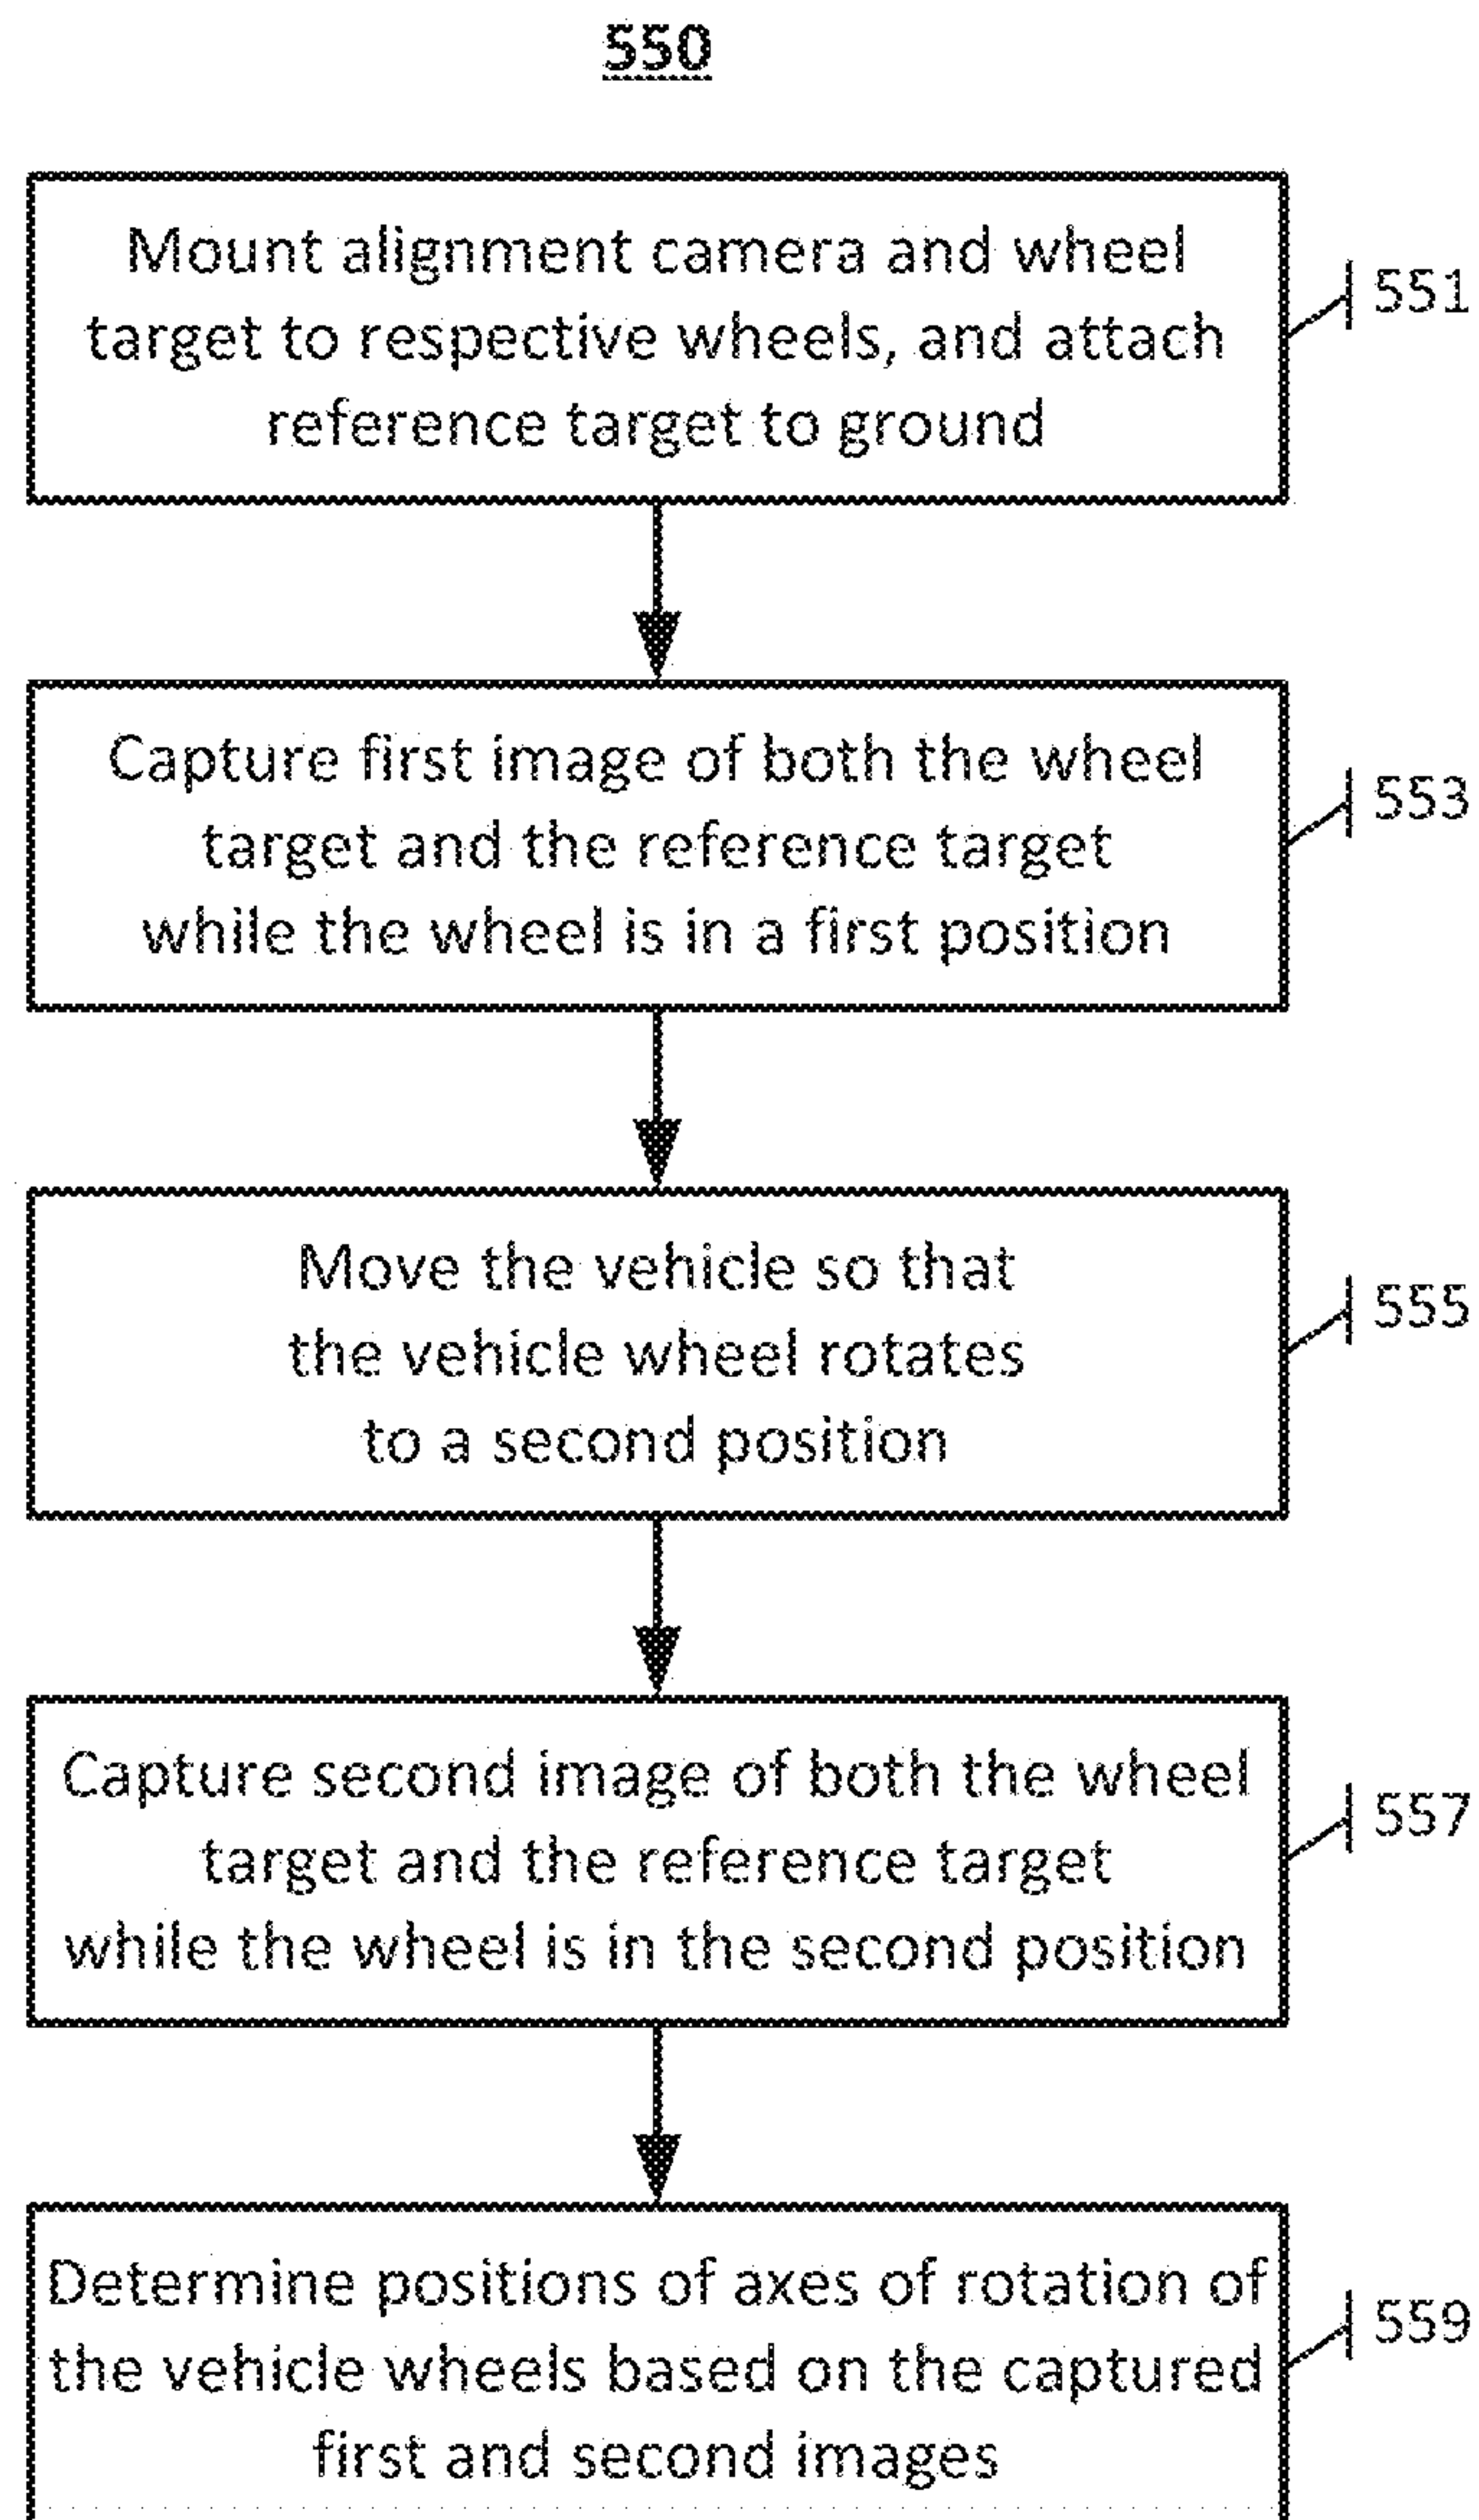 550
Mount alignment camera and wheel
target to respective wheels, and attach
reference target to ground
551
Capture first image of both the wheel
target and the reference target
while the wheel is in a first position
553
Move the vehicle so that
the vehicle wheel rotates
to a second position
555
Capture second image of both the wheel
target and the reference target
while the wheel is in the second position
557
Determine positions of axes of rotation of
the vehicle wheels based on the captured
first and second images
559